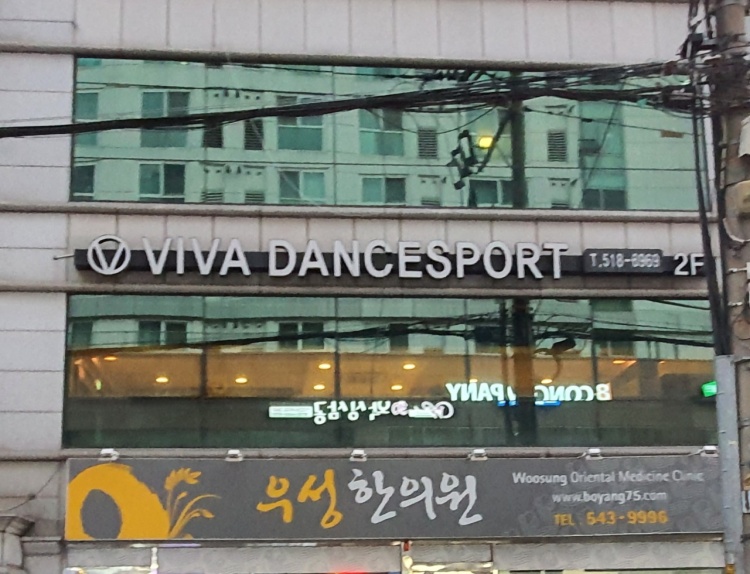 VIVA DANCESPORT T.518-6969 2F
우성한의원
Woosung Oriental Medicine Clinic
www.boyang75.com
TEL 543-9996